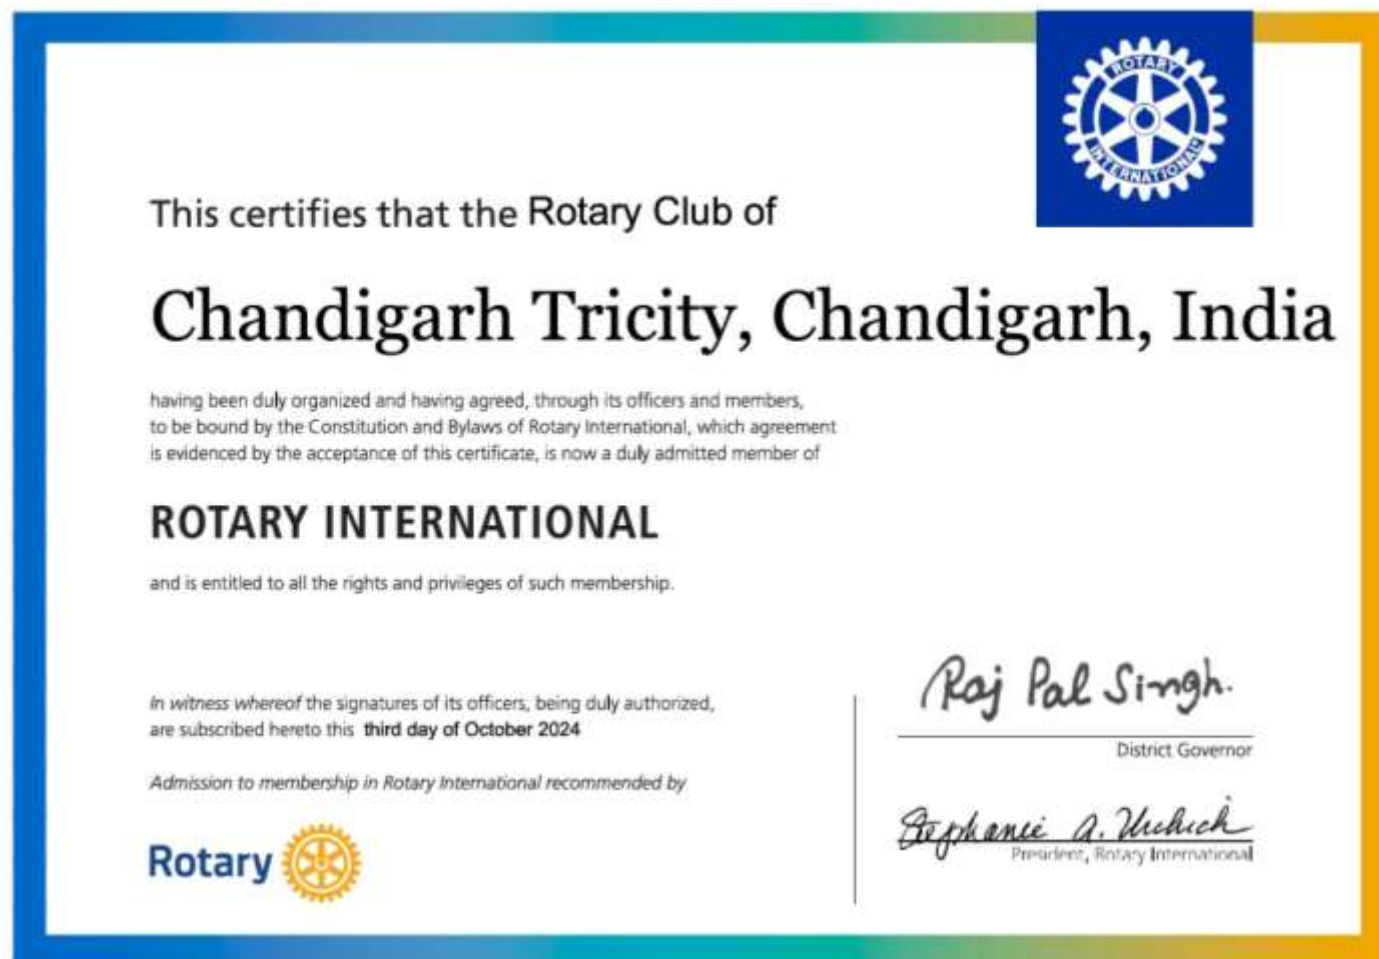 ROTARY
INTERNATIONAL
This certifies that the Rotary Club of
Chandigarh Tricity, Chandigarh, India
having been duly organized and having agreed, through its officers and members,
to be bound by the Constitution and Bylaws of Rotary International, which agreement
is evidenced by the acceptance of this certificate, is now a duly admitted member of
ROTARY INTERNATIONAL
and is entitled to all the rights and privileges of such membership.
In witness whereof the signatures of its officers, being duly authorized,
are subscribed hereto this third day of October 2024
Admission to membership in Rotary International recommended by
Rotary
Raj Pal Singh.
District Governor
Stephanie A. Urchick
President, Rotary International